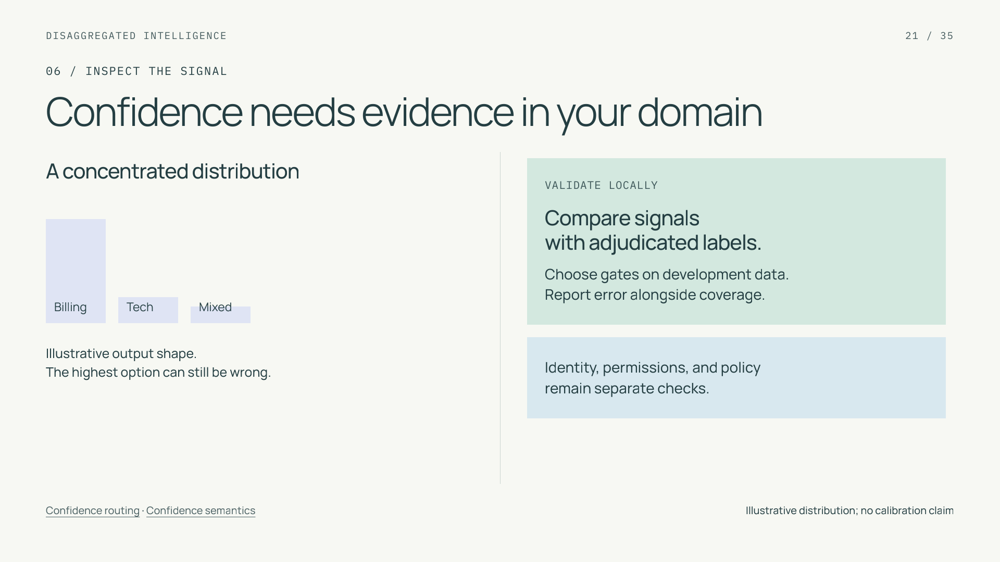 DISAGGREGATED INTELLIGENCE
21 / 35
06 / INSPECT THE SIGNAL
Confidence needs evidence in your domain
A concentrated distribution
Billing
Tech
Mixed
Illustrative output shape.
The highest option can still be wrong.
VALIDATE LOCALLY
Compare signals
with adjudicated labels.
Choose gates on development data.
Report error alongside coverage.
Identity, permissions, and policy
remain separate checks.
Confidence routing · Confidence semantics
Illustrative distribution; no calibration claim